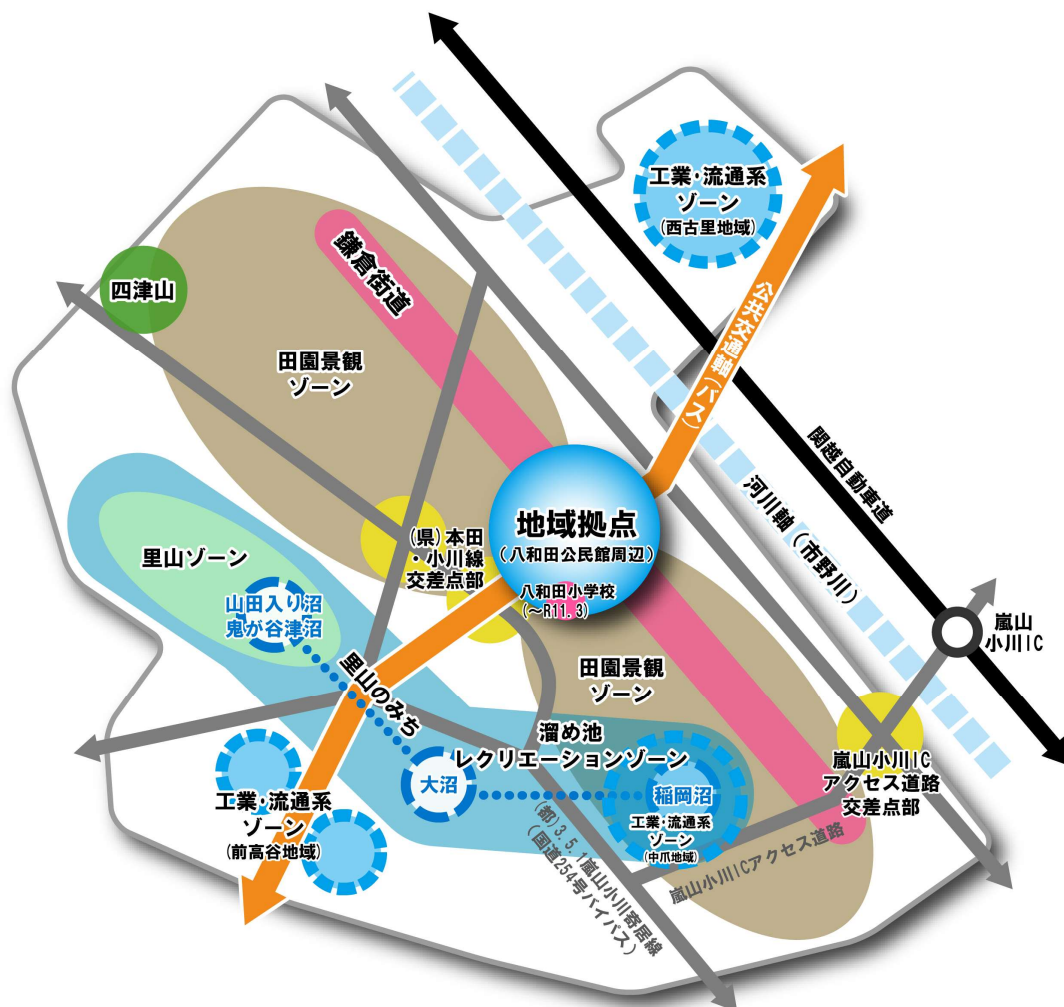 工業・流通系
ゾーン
(西古里地域)
鎌倉街道
四津山
公共交通軸(バス)
田園景観
ゾーン
関越自動車道
河川軸(市野川)
地域拠点
(八和田公民館周辺)
(県)本田
・小川線
交差点部
里山ゾーン
八和田小学校
(～R11.3)
山田入り沼
鬼が谷津沼
嵐山
小川IC
里山のみち
田園景観
ゾーン
溜め池
レクリエーションゾーン
嵐山小川IC
アクセス道路
交差点部
大沼
稲岡沼
工業・流通系
ゾーン
(前高谷地域)
工業・流通系
ゾーン
(中爪地域)
(都)3.5.1嵐山小川寄居線
(国道254号バイパス)
嵐山小川ICアクセス道路